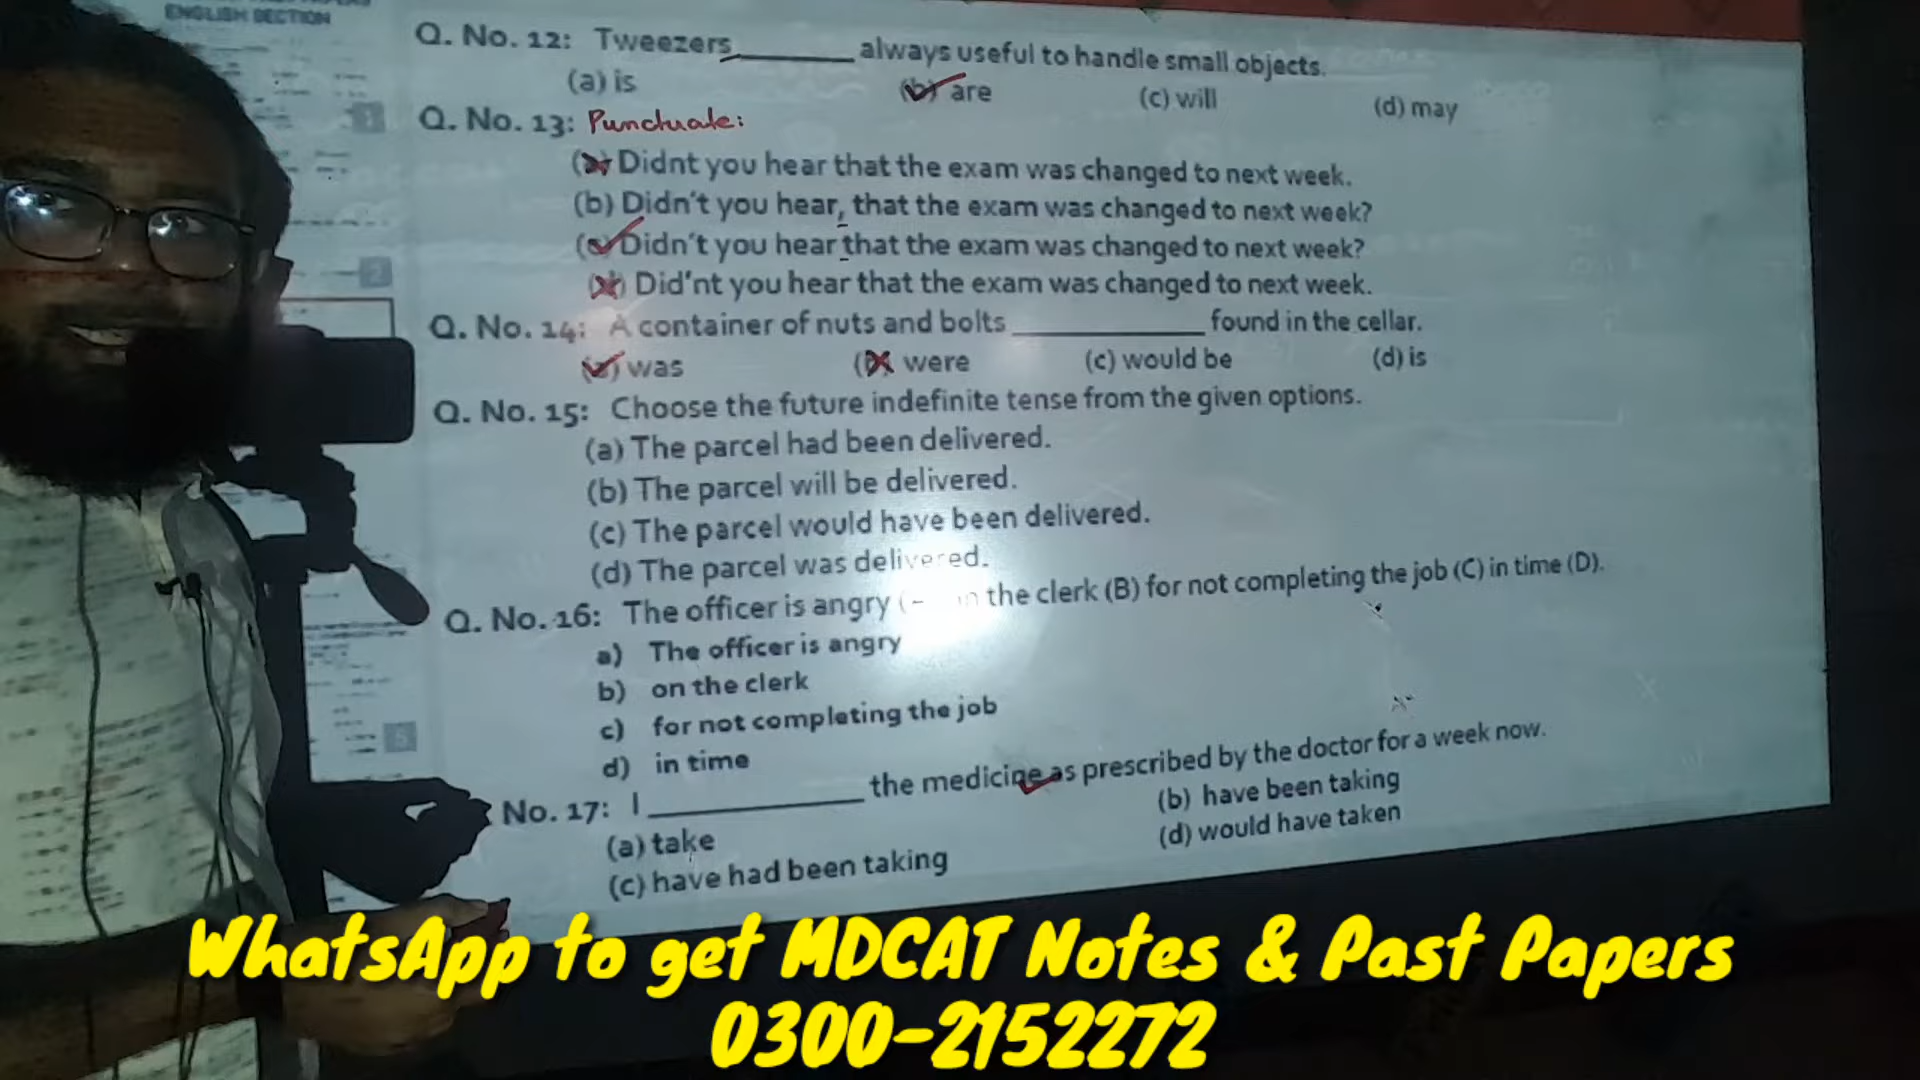 ENGLISH SECTION
Q. No. 12: Tweezers________always useful to handle small objects.
(a) is (b) are (c) will (d) may
Q. No. 13: Punctuate:
(a) Didnt you hear that the exam was changed to next week.
(b) Didn't you hear, that the exam was changed to next week?
(c) Didn't you hear that the exam was changed to next week?
(d) Did'nt you hear that the exam was changed to next week.
Q. No. 14: A container of nuts and bolts ____________ found in the cellar.
(a) was (b) were (c) would be (d) is
Q. No. 15: Choose the future indefinite tense from the given options.
(a) The parcel had been delivered.
(b) The parcel will be delivered.
(c) The parcel would have been delivered.
(d) The parcel was delivered.
Q. No. 16: The officer is angry the clerk (B) for not completing the job (C) in time (D).
a) The officer is angry
b) on the clerk
c) for not completing the job
d) in time
No. 17: I ______________ the medicine as prescribed by the doctor for a week now.
(a) take (b) have been taking
(c) have had been taking (d) would have taken
WhatsApp to get MDCAT Notes & Past Papers
0300-2152272